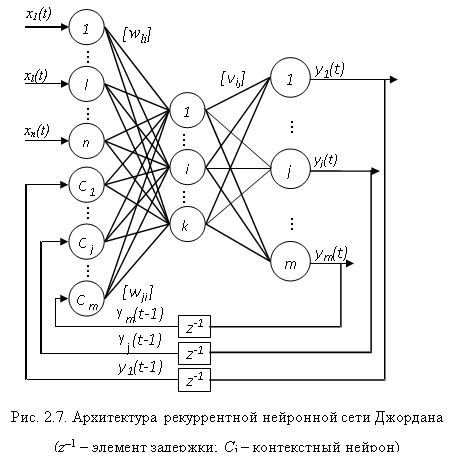 x1(t)
1
[wli]
xl(t)
l
[vij]
1
y1(t)
1
xn(t)
n
C1
i
j
yj(t)
k
Cj
m
ym(t)
Cm
[wji]
Ym(t-1)
z-1
Yj(t-1)
z-1
y1(t-1)
z-1
Рис. 2.7. Архитектура рекуррентной нейронной сети Джордана
(z–1 – элемент задержки; Cj – контекстный нейрон)